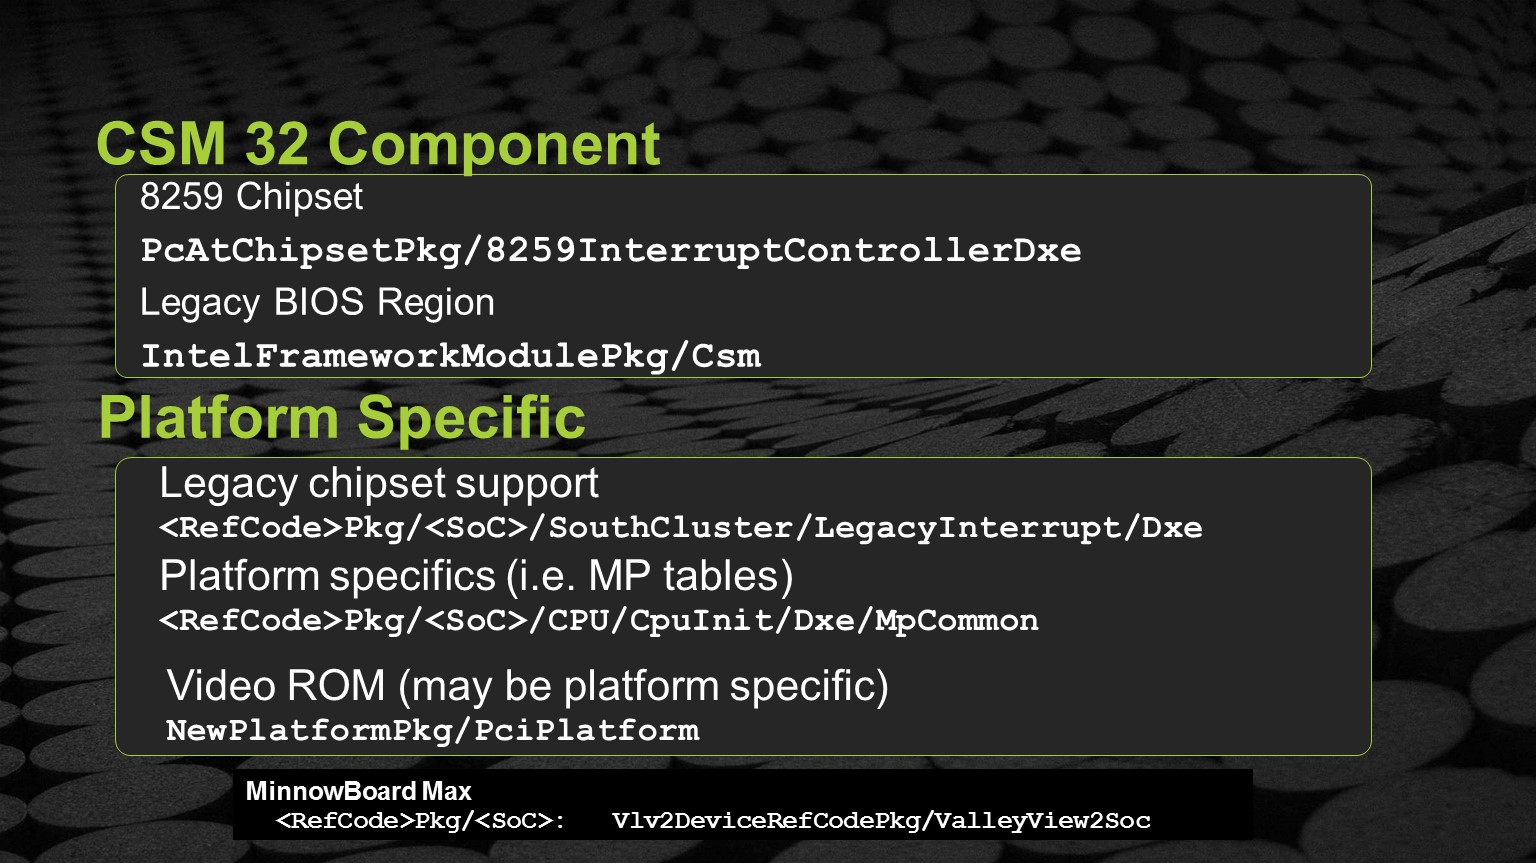 CSM 32 Component
8259 Chipset
PcAtChipsetPkg/8259InterruptControllerDxe
Legacy BIOS Region
IntelFrameworkModulePkg/Csm
Platform Specific
Legacy chipset support
<RefCode>Pkg/<SoC>/SouthCluster/LegacyInterrupt/Dxe
Platform specifics (i.e. MP tables)
<RefCode>Pkg/<SoC>/CPU/CpuInit/Dxe/MpCommon
Video ROM (may be platform specific)
NewPlatformPkg/PciPlatform
MinnowBoard Max
<RefCode>Pkg/<SoC>: Vlv2DeviceRefCodePkg/ValleyView2Soc